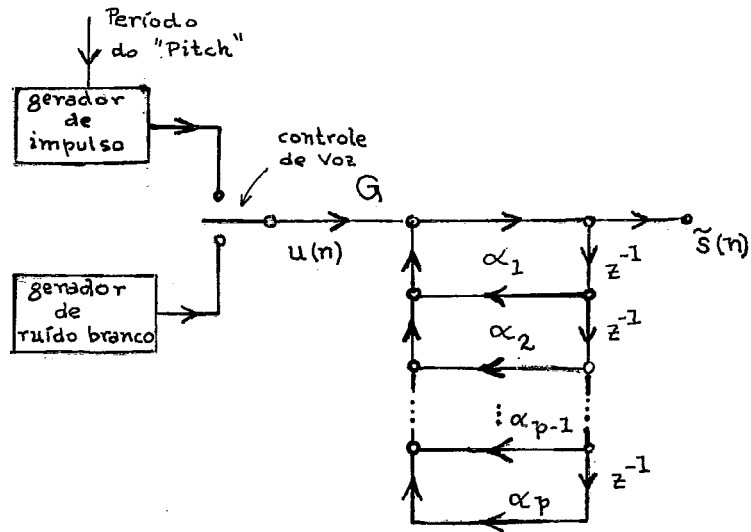 Período
do "Pitch"
gerador
de
impulso
controle
de voz
G
u(n)
s̃(n)
α₁
z⁻¹
gerador
de
ruído branco
α₂
z⁻¹
⋮ αₚ₋₁
αₚ
z⁻¹